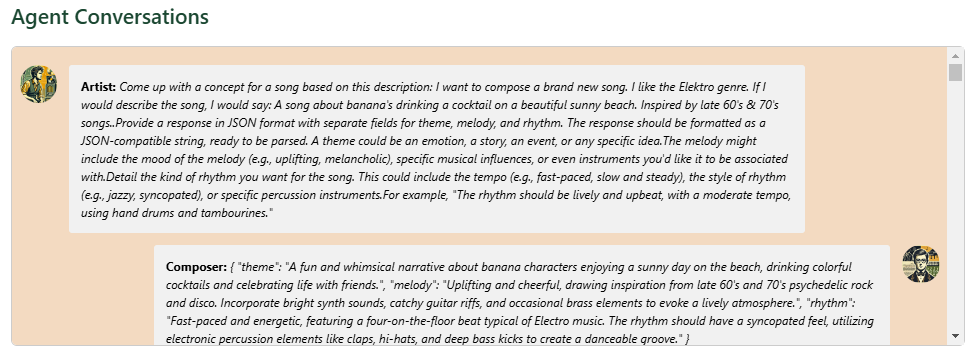 Agent Conversations
Artist: Come up with a concept for a song based on this description: I want to compose a brand new song. I like the Elektro genre. If I
would describe the song, I would say: A song about banana's drinking a cocktail on a beautiful sunny beach. Inspired by late 60's & 70's
songs..Provide a response in JSON format with separate fields for theme, melody, and rhythm. The response should be formatted as a
JSON-compatible string, ready to be parsed. A theme could be an emotion, a story, an event, or any specific idea.The melody might
include the mood of the melody (e.g., uplifting, melancholic), specific musical influences, or even instruments you'd like it to be associated
with.Detail the kind of rhythm you want for the song. This could include the tempo (e.g., fast-paced, slow and steady), the style of rhythm
(e.g., jazzy, syncopated), or specific percussion instruments.For example, "The rhythm should be lively and upbeat, with a moderate tempo,
using hand drums and tambourines."
Composer: { "theme": "A fun and whimsical narrative about banana characters enjoying a sunny day on the beach, drinking colorful
cocktails and celebrating life with friends.", "melody": "Uplifting and cheerful, drawing inspiration from late 60's and 70's psychedelic rock
and disco. Incorporate bright synth sounds, catchy guitar riffs, and occasional brass elements to evoke a lively atmosphere.", "rhythm":
"Fast-paced and energetic, featuring a four-on-the-floor beat typical of Electro music. The rhythm should have a syncopated feel, utilizing
electronic percussion elements like claps, hi-hats, and deep bass kicks to create a danceable groove." }